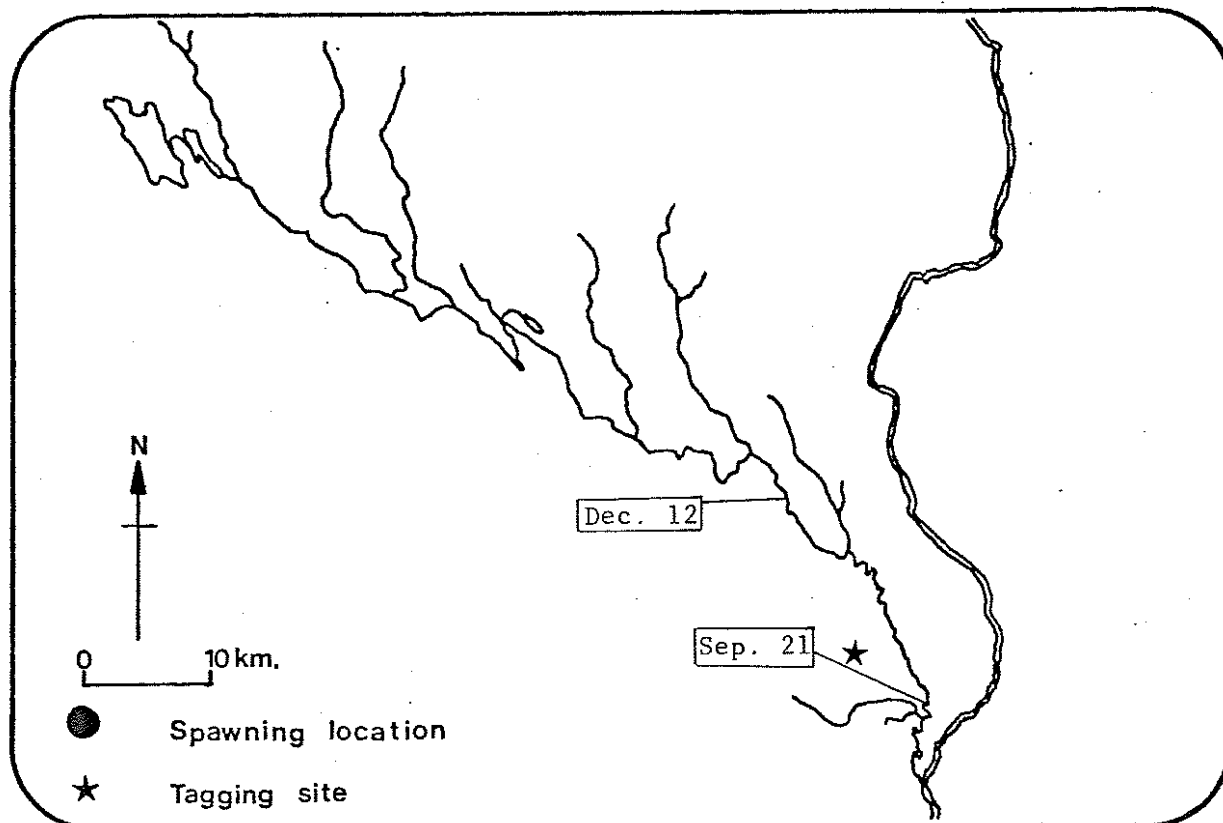 N
Dec. 12
Sep. 21
0 10 km.
Spawning location
Tagging site